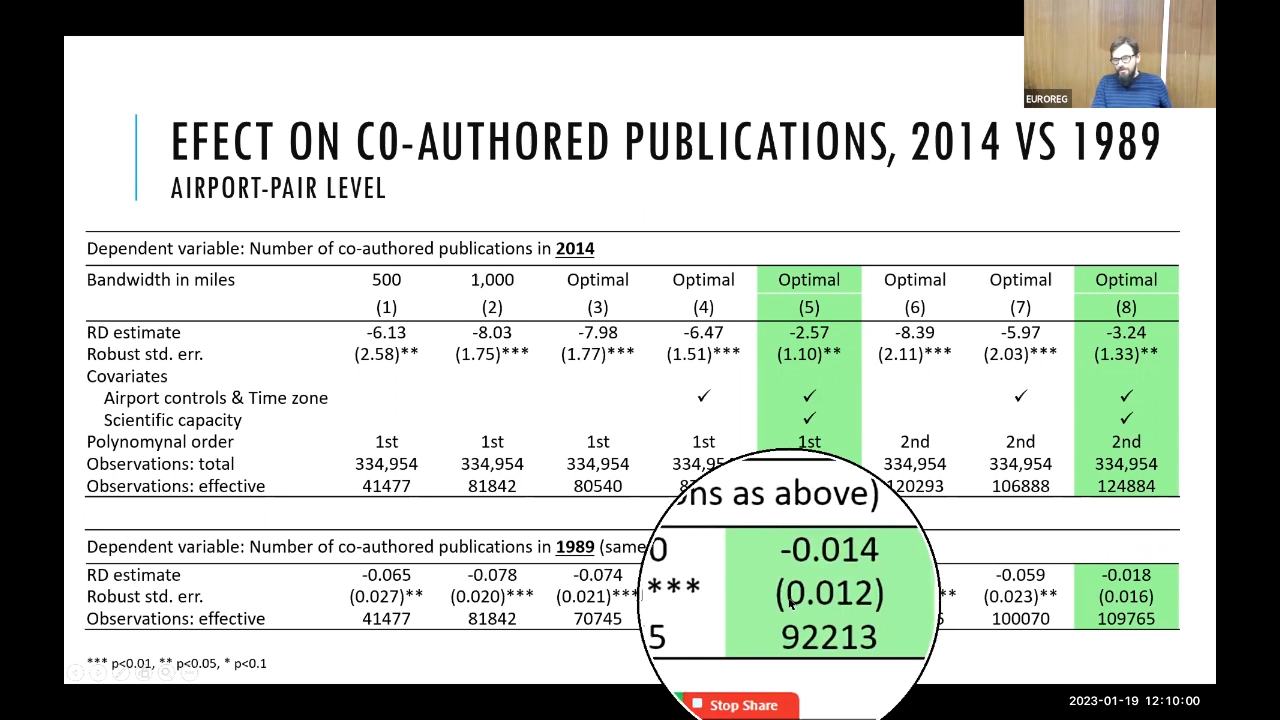 EUROREG
EFECT ON CO-AUTHORED PUBLICATIONS, 2014 VS 1989
AIRPORT-PAIR LEVEL
Dependent variable: Number of co-authored publications in 2014
Bandwidth in miles 500 1,000 Optimal Optimal Optimal Optimal Optimal Optimal
(1) (2) (3) (4) (5) (6) (7) (8)
RD estimate -6.13 -8.03 -7.98 -6.47 -2.57 -8.39 -5.97 -3.24
Robust std. err. (2.58)** (1.75)*** (1.77)*** (1.51)*** (1.10)** (2.11)*** (2.03)*** (1.33)**
Covariates
Airport controls & Time zone ✓ ✓ ✓ ✓
Scientific capacity ✓ ✓
Polynomynal order 1st 1st 1st 1st 1st 2nd 2nd 2nd
Observations: total 334,954 334,954 334,954 334,95 334,954 334,954 334,954
Observations: effective 41477 81842 80540 120293 106888 124884
ons as above)
Dependent variable: Number of co-authored publications in 1989 (same
RD estimate -0.065 -0.078 -0.074 0 -0.014 -0.059 -0.018
Robust std. err. (0.027)** (0.020)*** (0.021)*** *** (0.012) ** (0.023)** (0.016)
Observations: effective 41477 81842 70745 5 92213 100070 109765
*** p<0.01, ** p<0.05, * p<0.1
Stop Share
2023-01-19 12:10:00